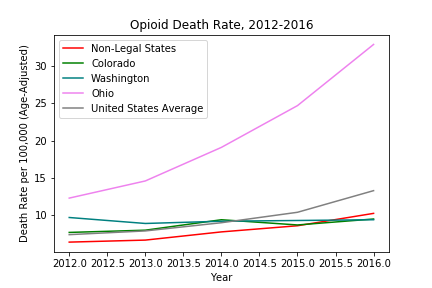 Opioid Death Rate, 2012-2016
Non-Legal States
Colorado
Washington
Ohio
United States Average
Death Rate per 100,000 (Age-Adjusted)
30
25
20
15
10
2012.0 2012.5 2013.0 2013.5 2014.0 2014.5 2015.0 2015.5 2016.0
Year